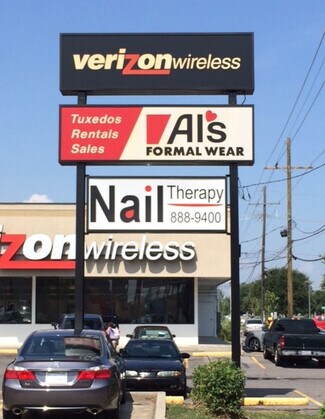 verizonwireless
Tuxedos
Rentals
Sales
Al's
FORMAL WEAR
Nail Therapy
888-9400
zonwireless